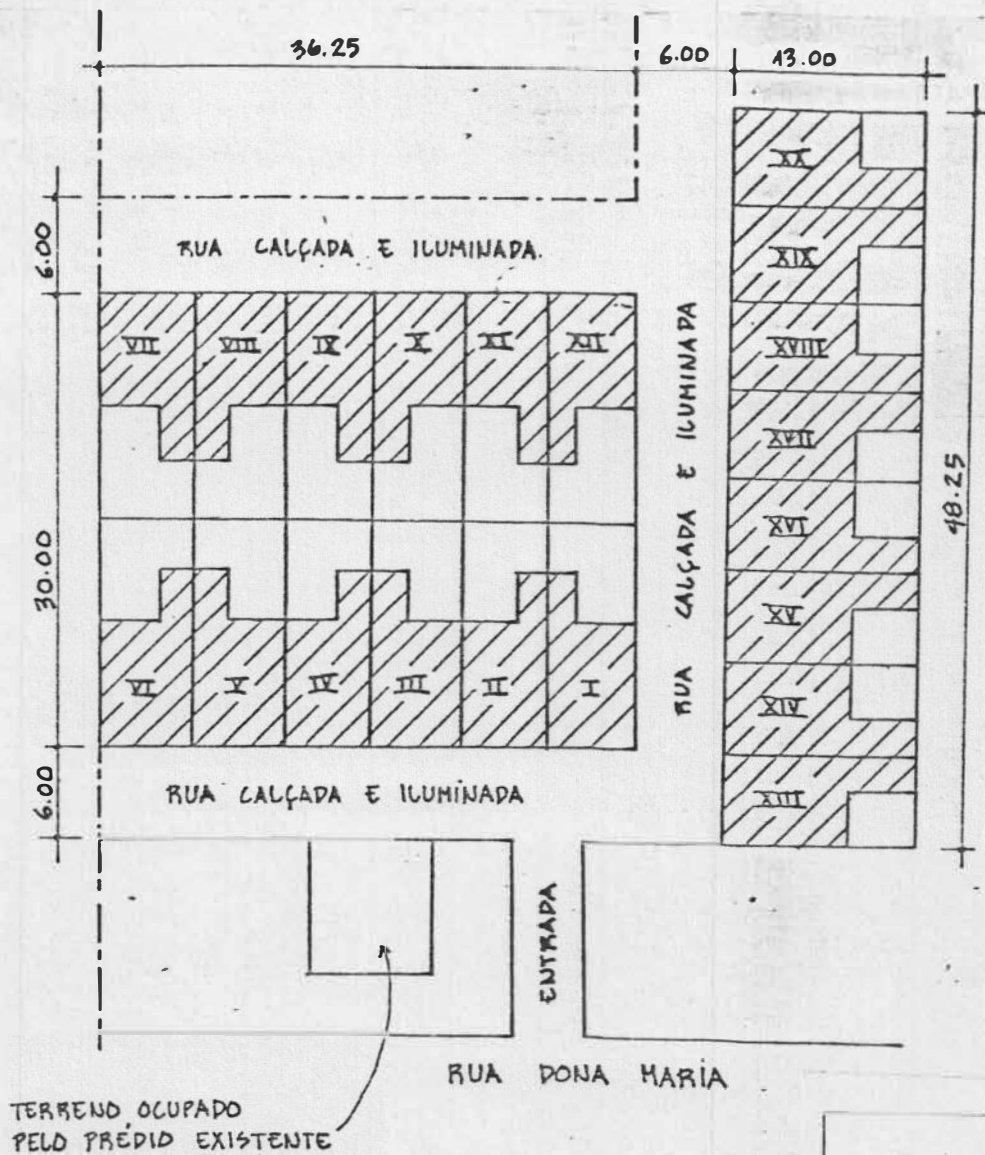 36.25
6.00
13.00
XX
6.00
RUA CALÇADA E ILUMINADA.
XIX
VII VIII IX X XI XII
XVIII
RUA CALÇADA E ILUMINADA
XVII
48.25
30.00
XVI
XV
VI V IV III II I
XIV
6.00
RUA CALÇADA E ILUMINADA
XIII
ENTRADA
RUA DONA MARIA
TERRENO OCUPADO
PELO PRÉDIO EXISTENTE